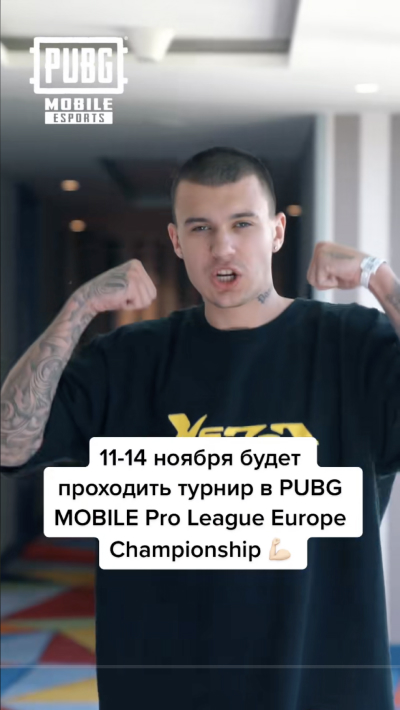 PUBG
MOBILE
ESPORTS
11-14 ноября будет
проходить турнир в PUBG
MOBILE Pro League Europe
Championship 💪🏻